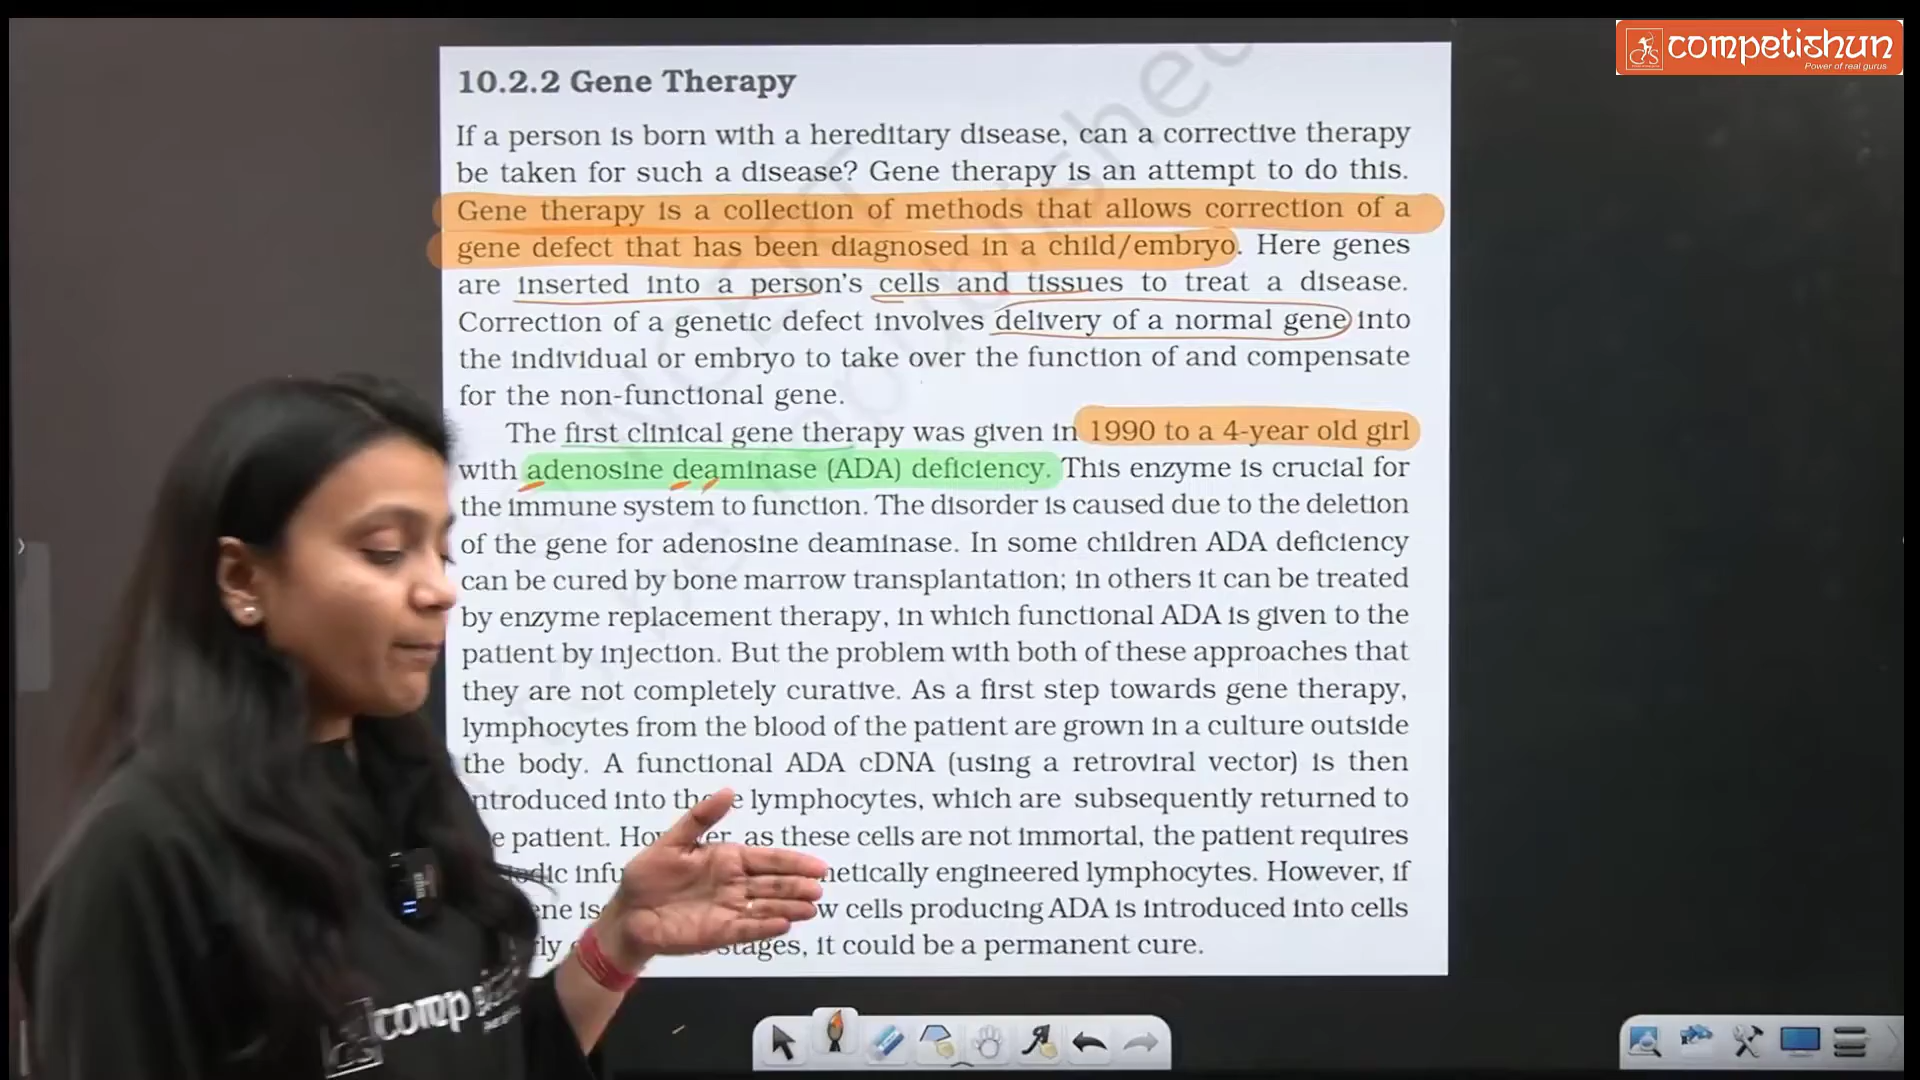 competishun
Power of real gurus
10.2.2 Gene Therapy
If a person is born with a hereditary disease, can a corrective therapy
be taken for such a disease? Gene therapy is an attempt to do this.
Gene therapy is a collection of methods that allows correction of a
gene defect that has been diagnosed in a child/embryo. Here genes
are inserted into a person's cells and tissues to treat a disease.
Correction of a genetic defect involves delivery of a normal gene into
the individual or embryo to take over the function of and compensate
for the non-functional gene.
The first clinical gene therapy was given in 1990 to a 4-year old girl
with adenosine deaminase (ADA) deficiency. This enzyme is crucial for
the immune system to function. The disorder is caused due to the deletion
of the gene for adenosine deaminase. In some children ADA deficiency
can be cured by bone marrow transplantation; in others it can be treated
by enzyme replacement therapy, in which functional ADA is given to the
patient by injection. But the problem with both of these approaches that
they are not completely curative. As a first step towards gene therapy,
lymphocytes from the blood of the patient are grown in a culture outside
the body. A functional ADA cDNA (using a retroviral vector) is then
into lymphocytes, which are subsequently returned to
patient. as these cells are not immortal, the patient requires
engineered lymphocytes. However, if
cells producing ADA is introduced into cells
stages, it could be a permanent cure.
comp